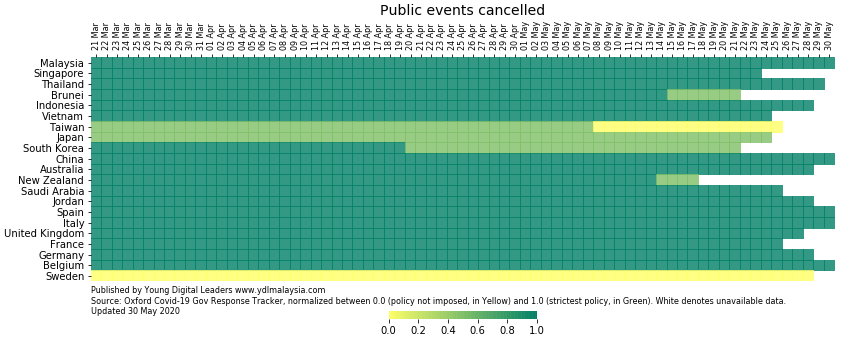 Public events cancelled
21 Mar
22 Mar
23 Mar
24 Mar
25 Mar
26 Mar
27 Mar
28 Mar
29 Mar
30 Mar
31 Mar
01 Apr
02 Apr
03 Apr
04 Apr
05 Apr
06 Apr
07 Apr
08 Apr
09 Apr
10 Apr
11 Apr
12 Apr
13 Apr
14 Apr
15 Apr
16 Apr
17 Apr
18 Apr
19 Apr
20 Apr
21 Apr
22 Apr
23 Apr
24 Apr
25 Apr
26 Apr
27 Apr
28 Apr
29 Apr
30 Apr
01 May
02 May
03 May
04 May
05 May
06 May
07 May
08 May
09 May
10 May
11 May
12 May
13 May
14 May
15 May
16 May
17 May
18 May
19 May
20 May
21 May
22 May
23 May
24 May
25 May
26 May
27 May
28 May
29 May
30 May
Malaysia
Singapore
Thailand
Brunei
Indonesia
Vietnam
Taiwan
Japan
South Korea
China
Australia
New Zealand
Saudi Arabia
Jordan
Spain
Italy
United Kingdom
France
Germany
Belgium
Sweden
Published by Young Digital Leaders www.ydlmalaysia.com
Source: Oxford Covid-19 Gov Response Tracker, normalized between 0.0 (policy not imposed, in Yellow) and 1.0 (strictest policy, in Green). White denotes unavailable data.
Updated 30 May 2020
0.0 0.2 0.4 0.6 0.8 1.0